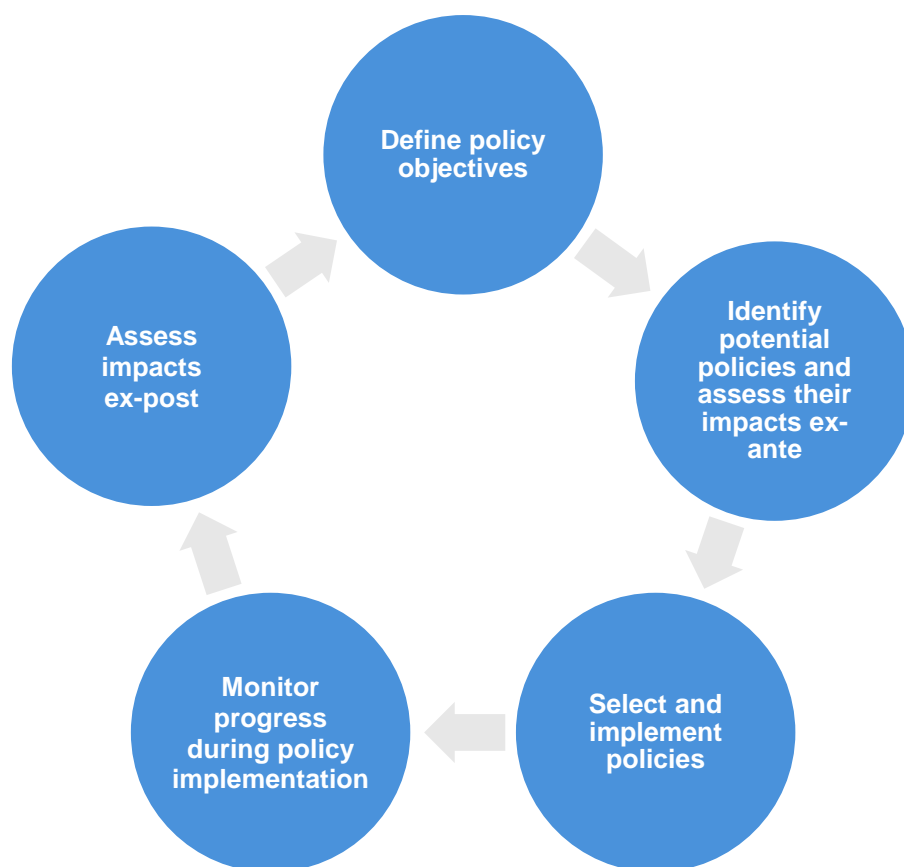 Define policy
objectives
Identify
potential
policies and
assess their
impacts ex-
ante
Select and
implement
policies
Monitor
progress
during policy
implementation
Assess
impacts
ex-post